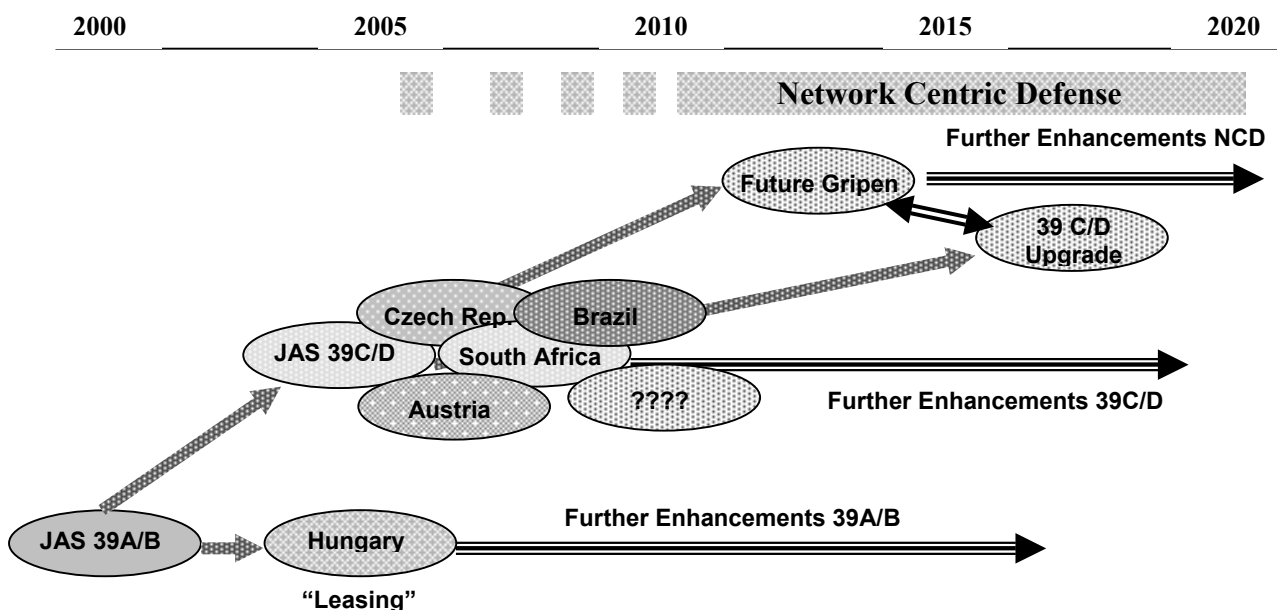 2000 2005 2010 2015 2020
Network Centric Defense
Further Enhancements NCD
Future Gripen
39 C/D
Upgrade
Czech Rep.
Brazil
JAS 39C/D
South Africa
Austria
????
Further Enhancements 39C/D
JAS 39A/B
Hungary
Further Enhancements 39A/B
“Leasing”